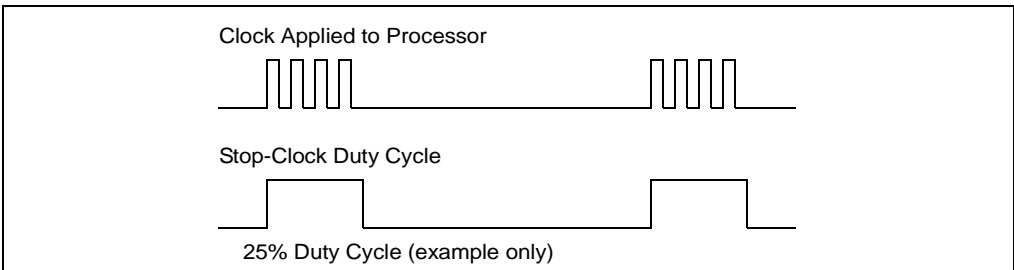 Clock Applied to Processor
Stop-Clock Duty Cycle
25% Duty Cycle (example only)